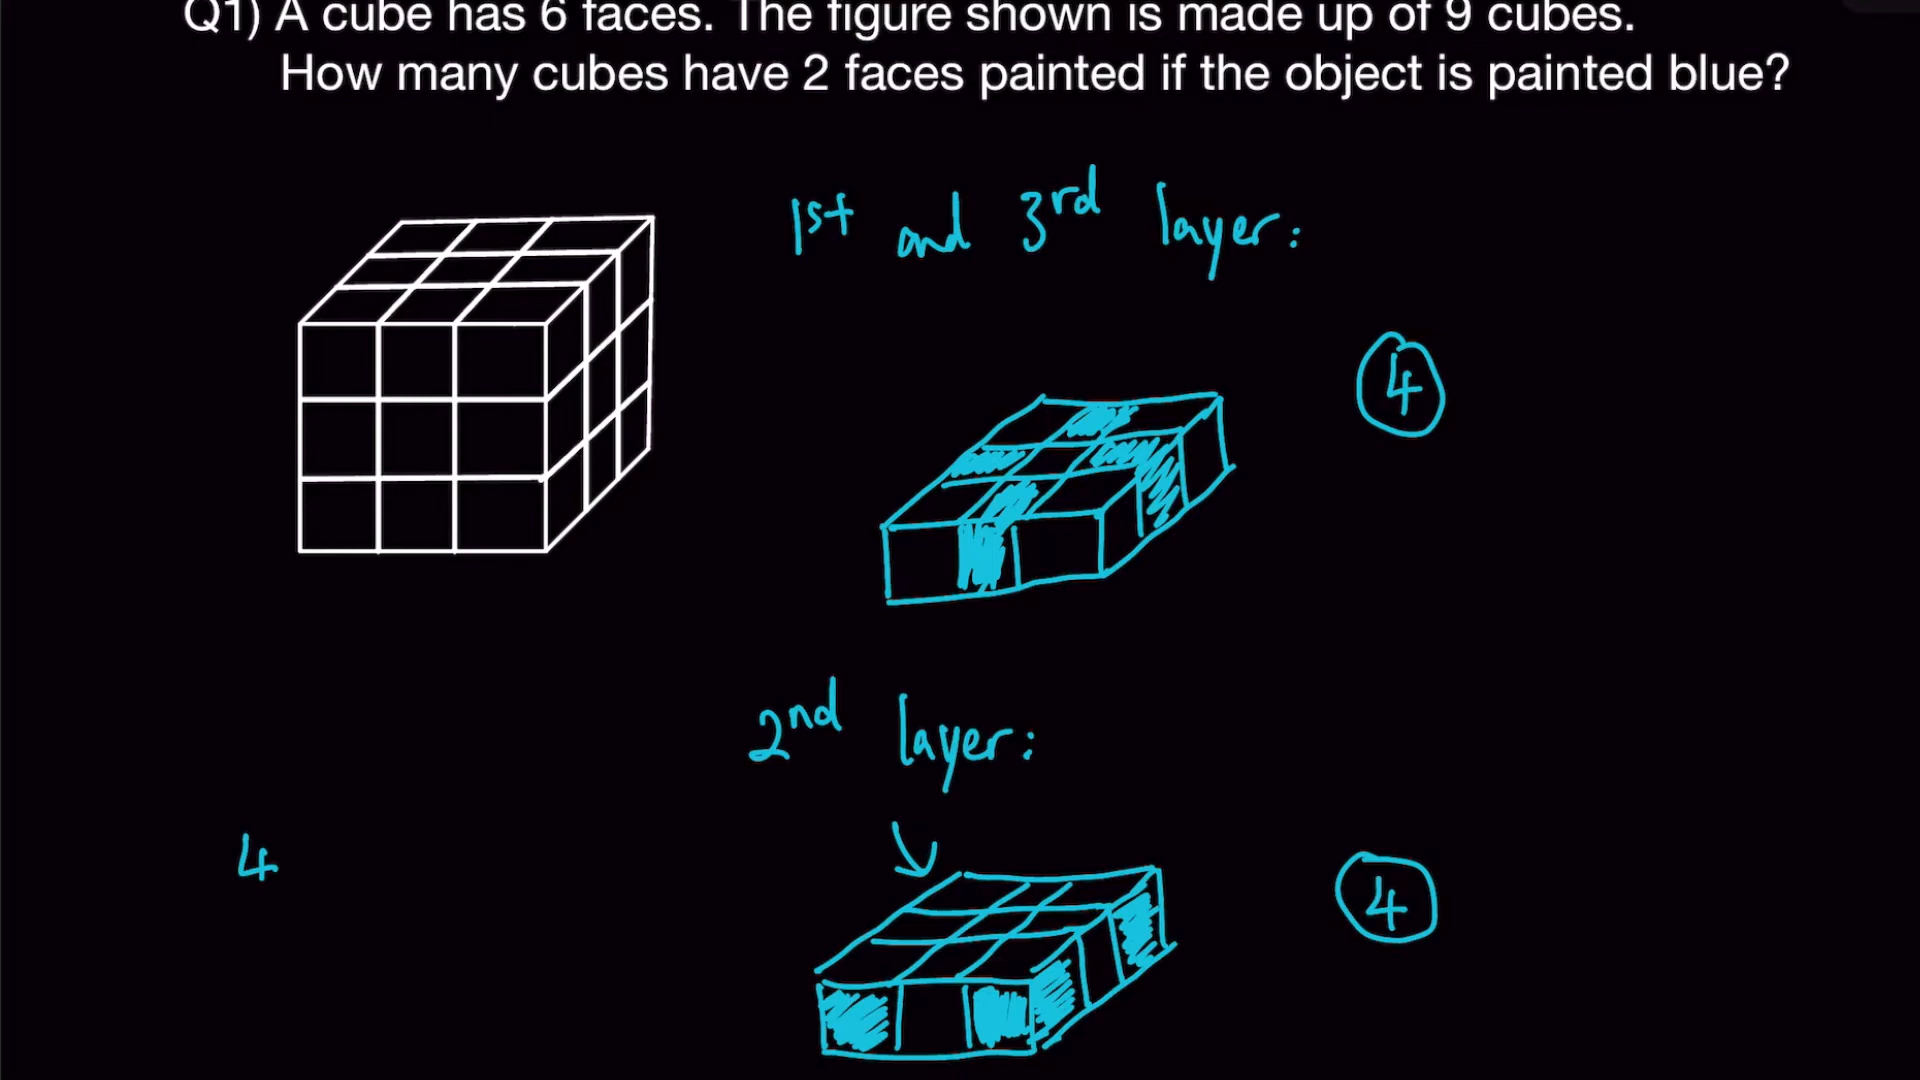 Q1) A cube has 6 faces. The figure shown is made up of 9 cubes.
How many cubes have 2 faces painted if the object is painted blue?
1st and 3rd layer:
4
2nd layer:
4
4